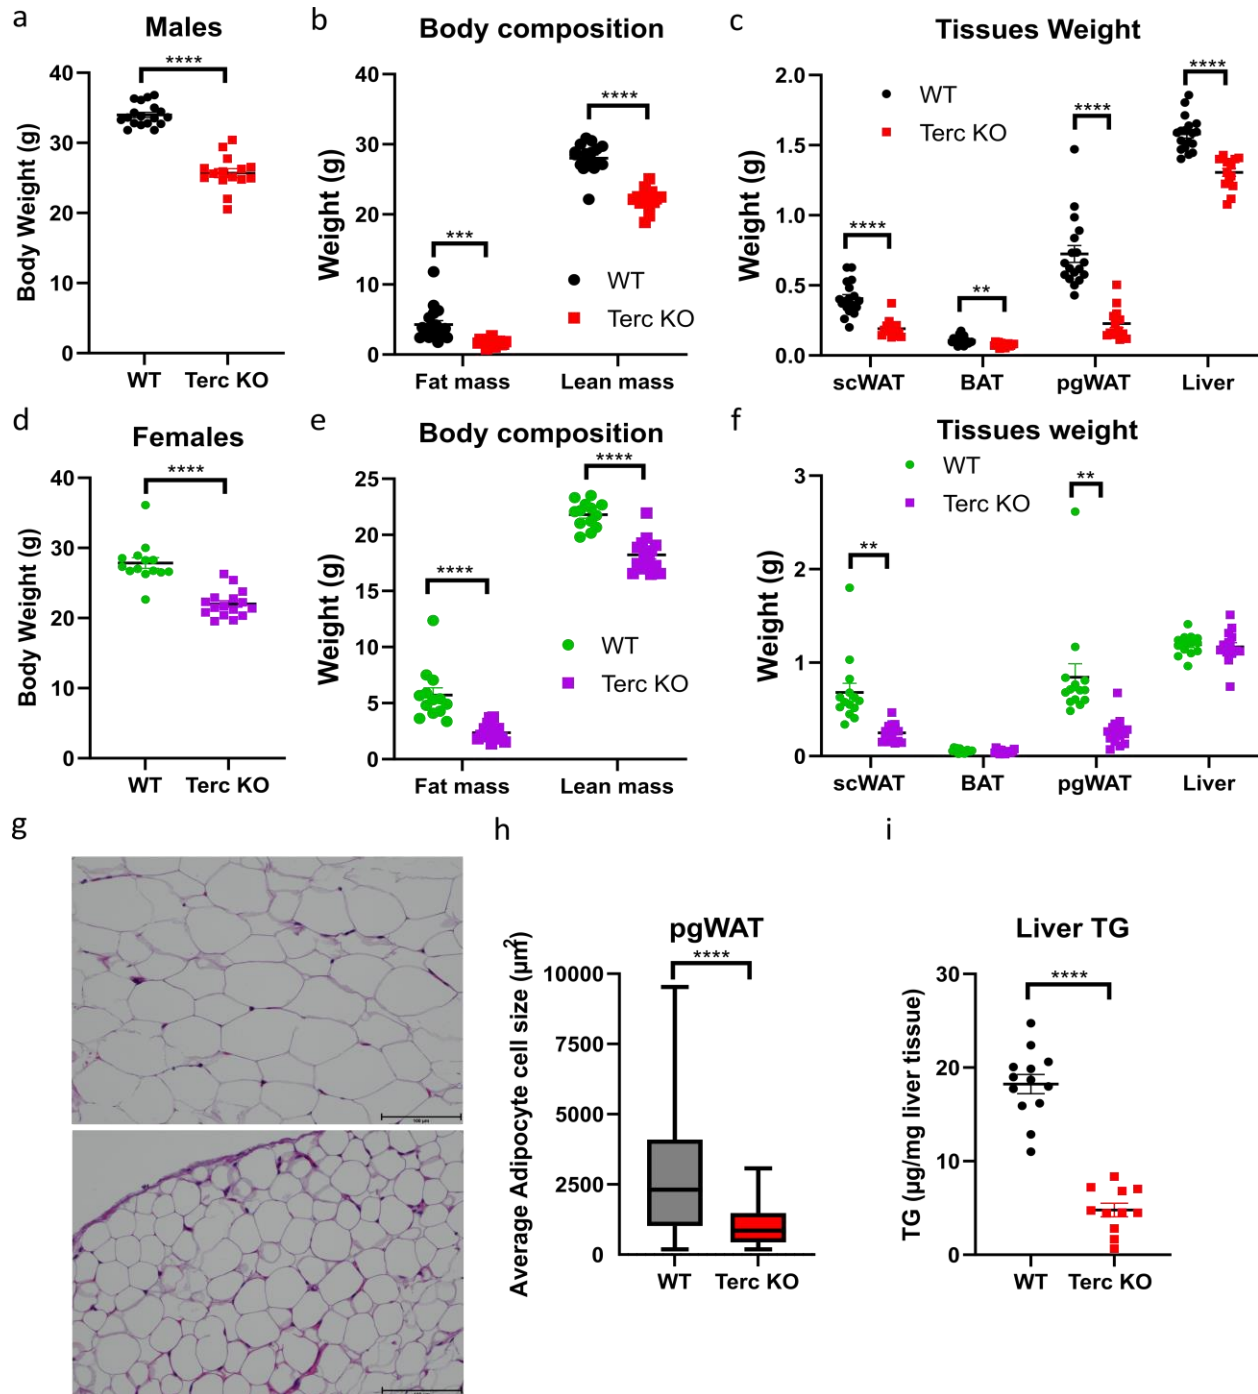 a
Males
Body Weight (g)
40
30
20
10
0
****
WT
Terc KO
b
Body composition
Weight (g)
40
30
20
10
0
***
****
WT
Terc KO
Fat mass
Lean mass
c
Tissues Weight
Weight (g)
2.0
1.5
1.0
0.5
0.0
WT
Terc KO
****
**
****
****
scWAT
BAT
pgWAT
Liver
d
Females
Body Weight (g)
40
30
20
10
0
****
WT
Terc KO
e
Body composition
Weight (g)
25
20
15
10
5
0
****
****
WT
Terc KO
Fat mass
Lean mass
f
Tissues weight
Weight (g)
3
2
1
0
WT
Terc KO
**
**
scWAT
BAT
pgWAT
Liver
g
h
pgWAT
Average Adipocyte cell size (µm²)
10000
7500
5000
2500
0
****
WT
Terc KO
i
Liver TG
TG (µg/mg liver tissue)
30
20
10
0
****
WT
Terc KO